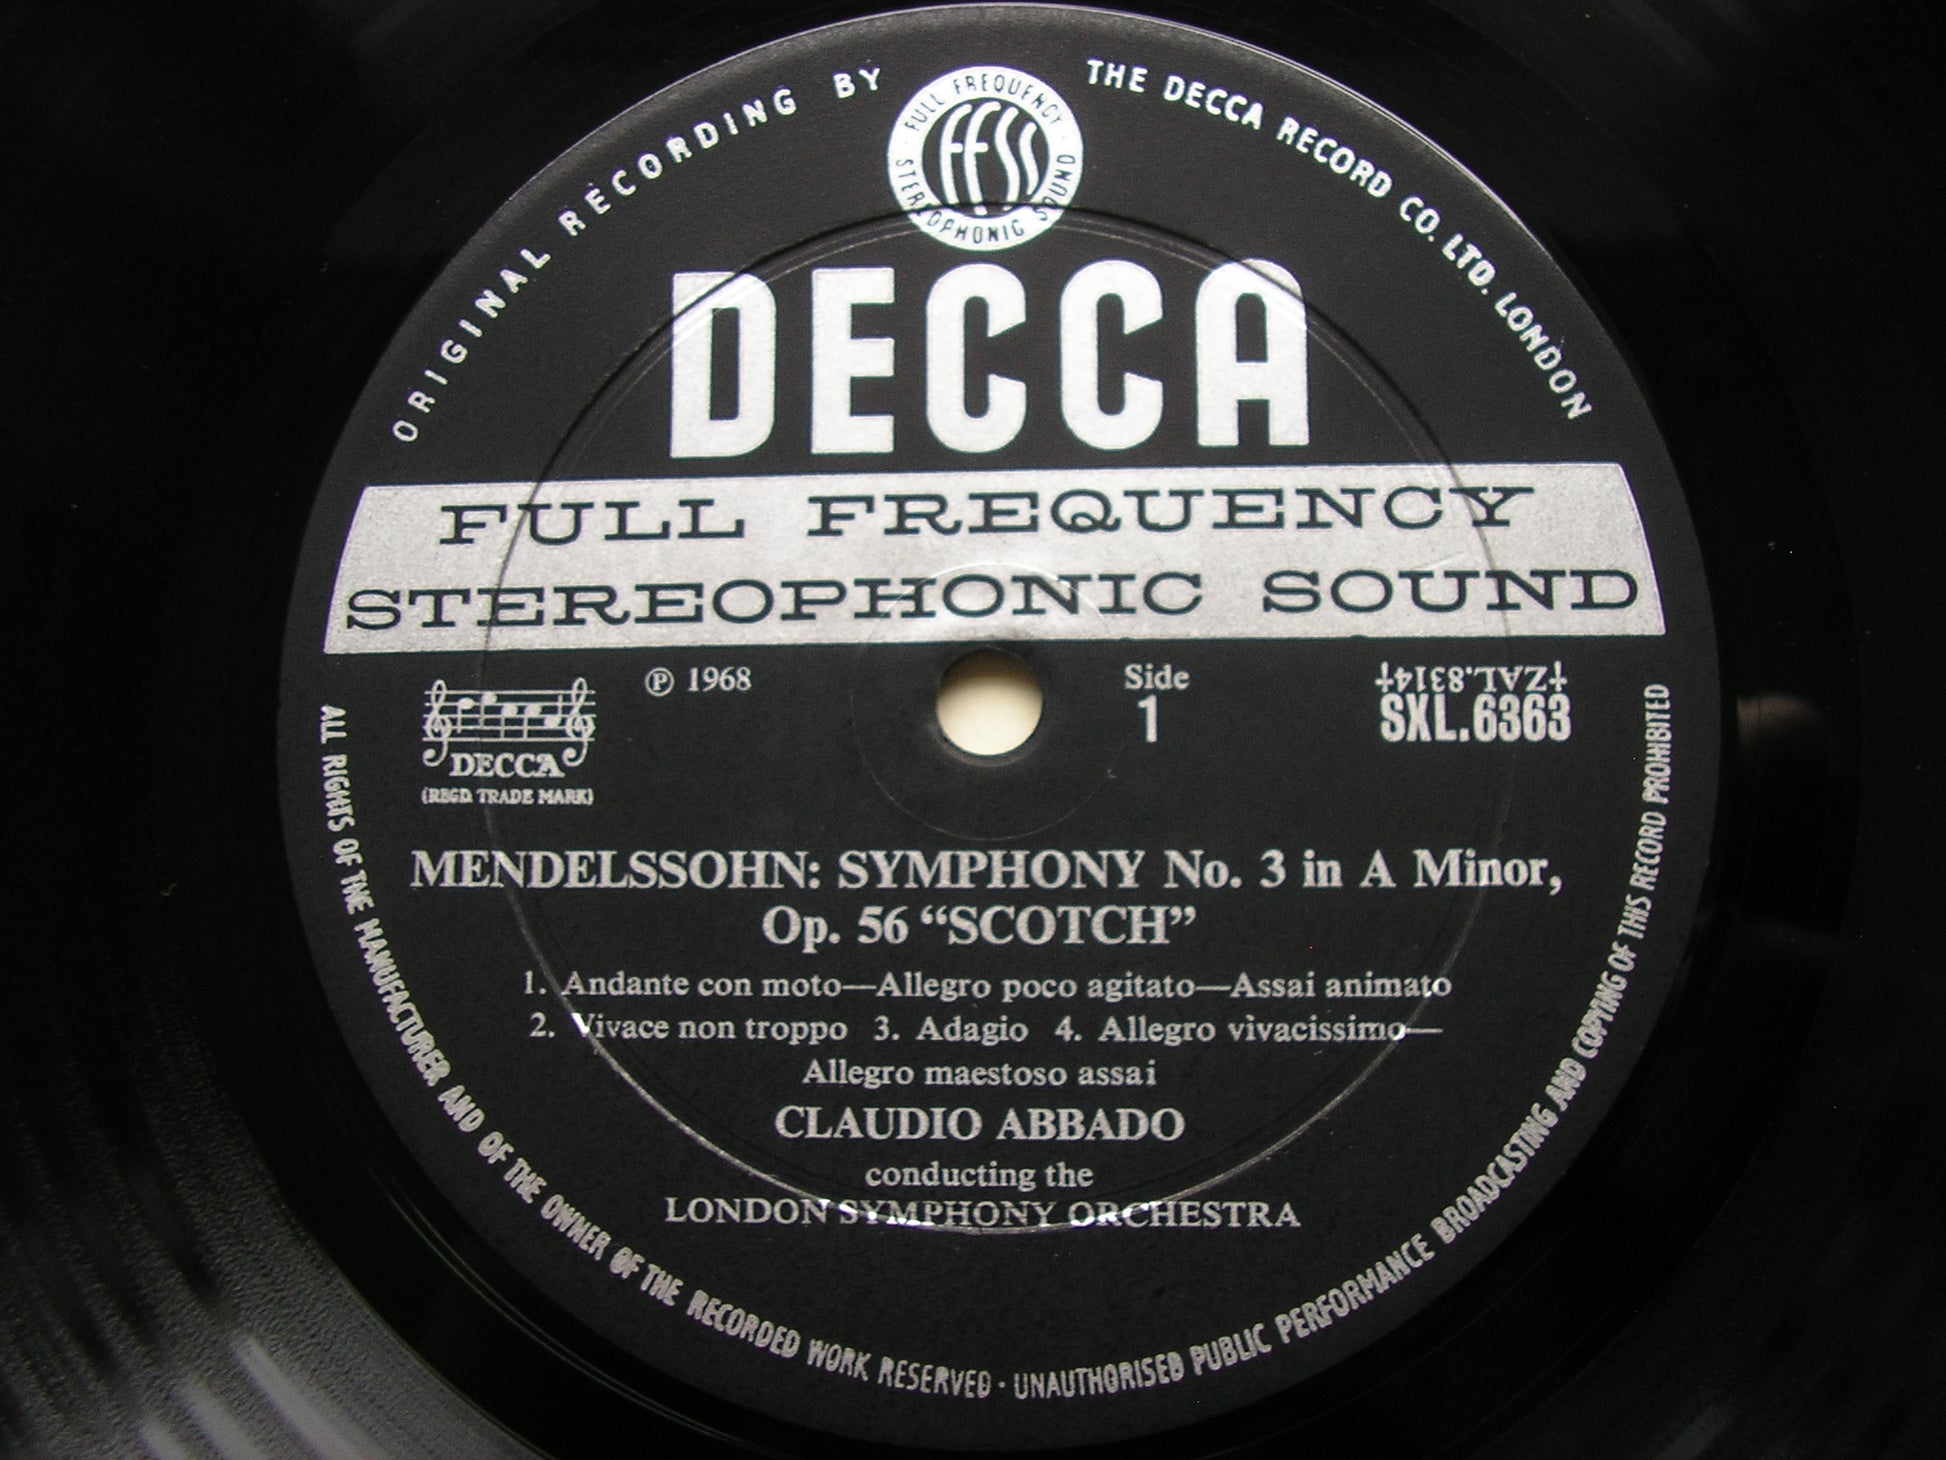 ORIGINAL RECORDING BY
THE DECCA RECORD CO. LTD. LONDON
FULL FREQUENCY
ffss
STEREOPHONIC SOUND
DECCA
FULL FREQUENCY
STEREOPHONIC SOUND
℗ 1968
Side
1
‡ZAL.8314‡
SXL.6363
DECCA
(REGD. TRADE MARK)
MENDELSSOHN: SYMPHONY No. 3 in A Minor,
Op. 56 “SCOTCH”
1. Andante con moto—Allegro poco agitato—Assai animato
2. Vivace non troppo 3. Adagio 4. Allegro vivacissimo—
Allegro maestoso assai
CLAUDIO ABBADO
conducting the
LONDON SYMPHONY ORCHESTRA
ALL RIGHTS OF THE MANUFACTURER AND OF THE OWNER OF THE RECORDED WORK RESERVED · UNAUTHORISED PUBLIC PERFORMANCE BROADCASTING AND COPYING OF THIS RECORD PROHIBITED